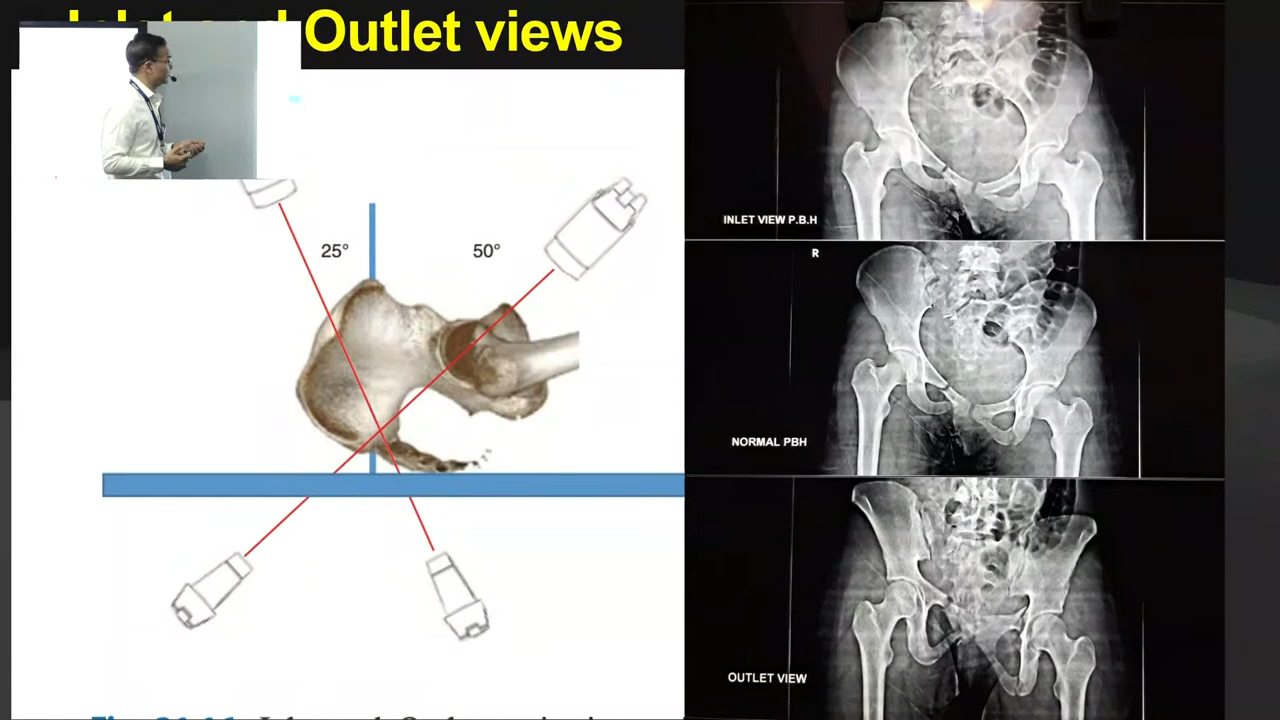 Outlet views
25°
50°
INLET VIEW P.B.H
R
NORMAL PBH
OUTLET VIEW